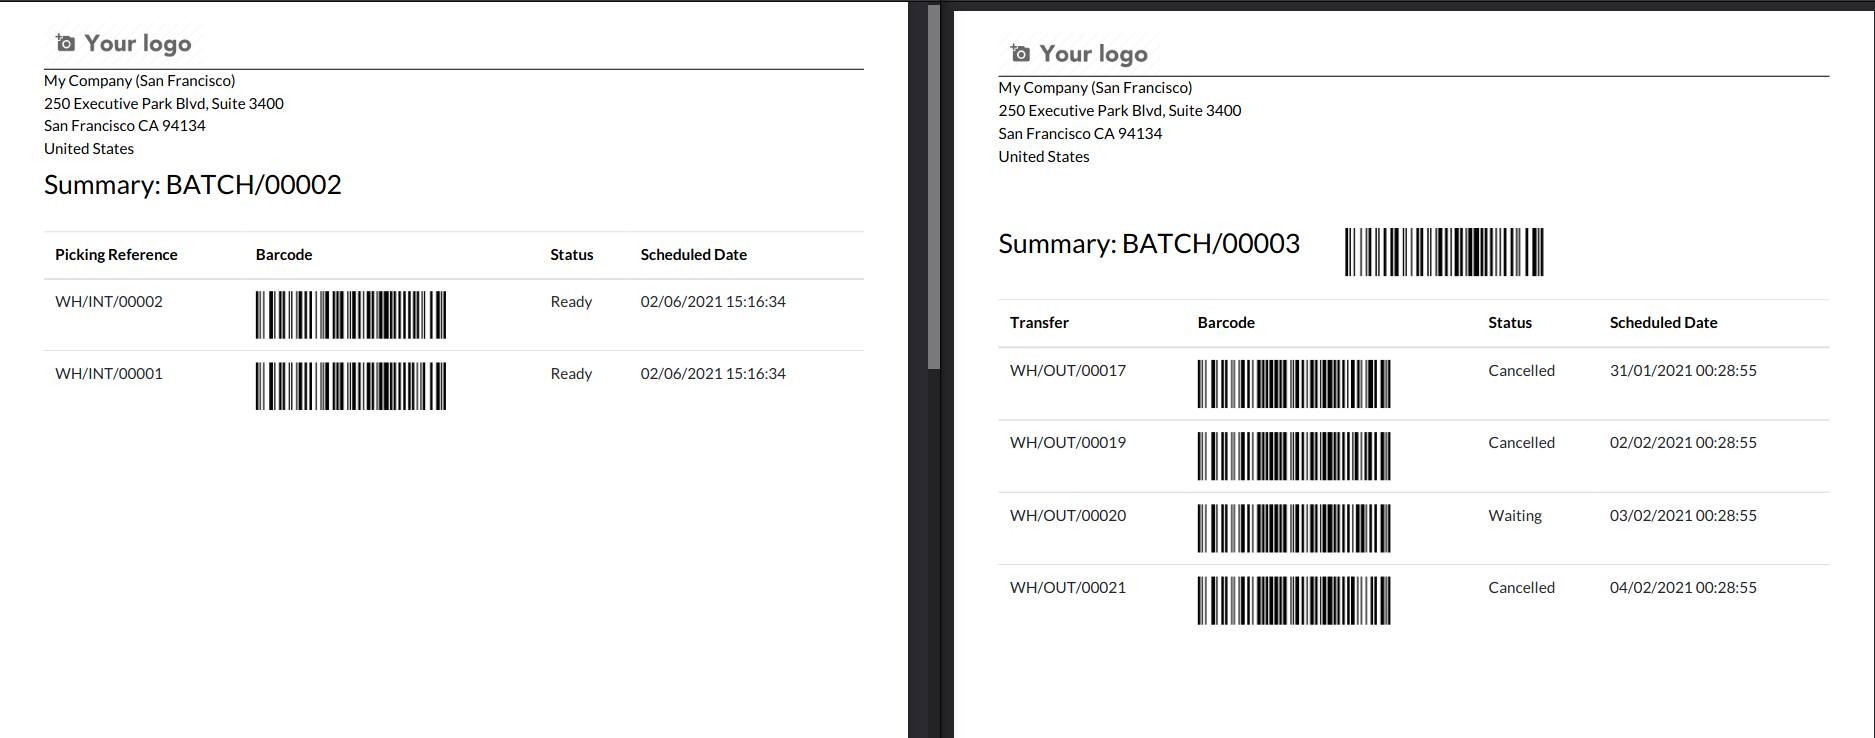 Your logo
My Company (San Francisco)
250 Executive Park Blvd, Suite 3400
San Francisco CA 94134
United States
Summary: BATCH/00002
Picking Reference Barcode Status Scheduled Date
WH/INT/00002 Ready 02/06/2021 15:16:34
WH/INT/00001 Ready 02/06/2021 15:16:34
Your logo
My Company (San Francisco)
250 Executive Park Blvd, Suite 3400
San Francisco CA 94134
United States
Summary: BATCH/00003
Transfer Barcode Status Scheduled Date
WH/OUT/00017 Cancelled 31/01/2021 00:28:55
WH/OUT/00019 Cancelled 02/02/2021 00:28:55
WH/OUT/00020 Waiting 03/02/2021 00:28:55
WH/OUT/00021 Cancelled 04/02/2021 00:28:55